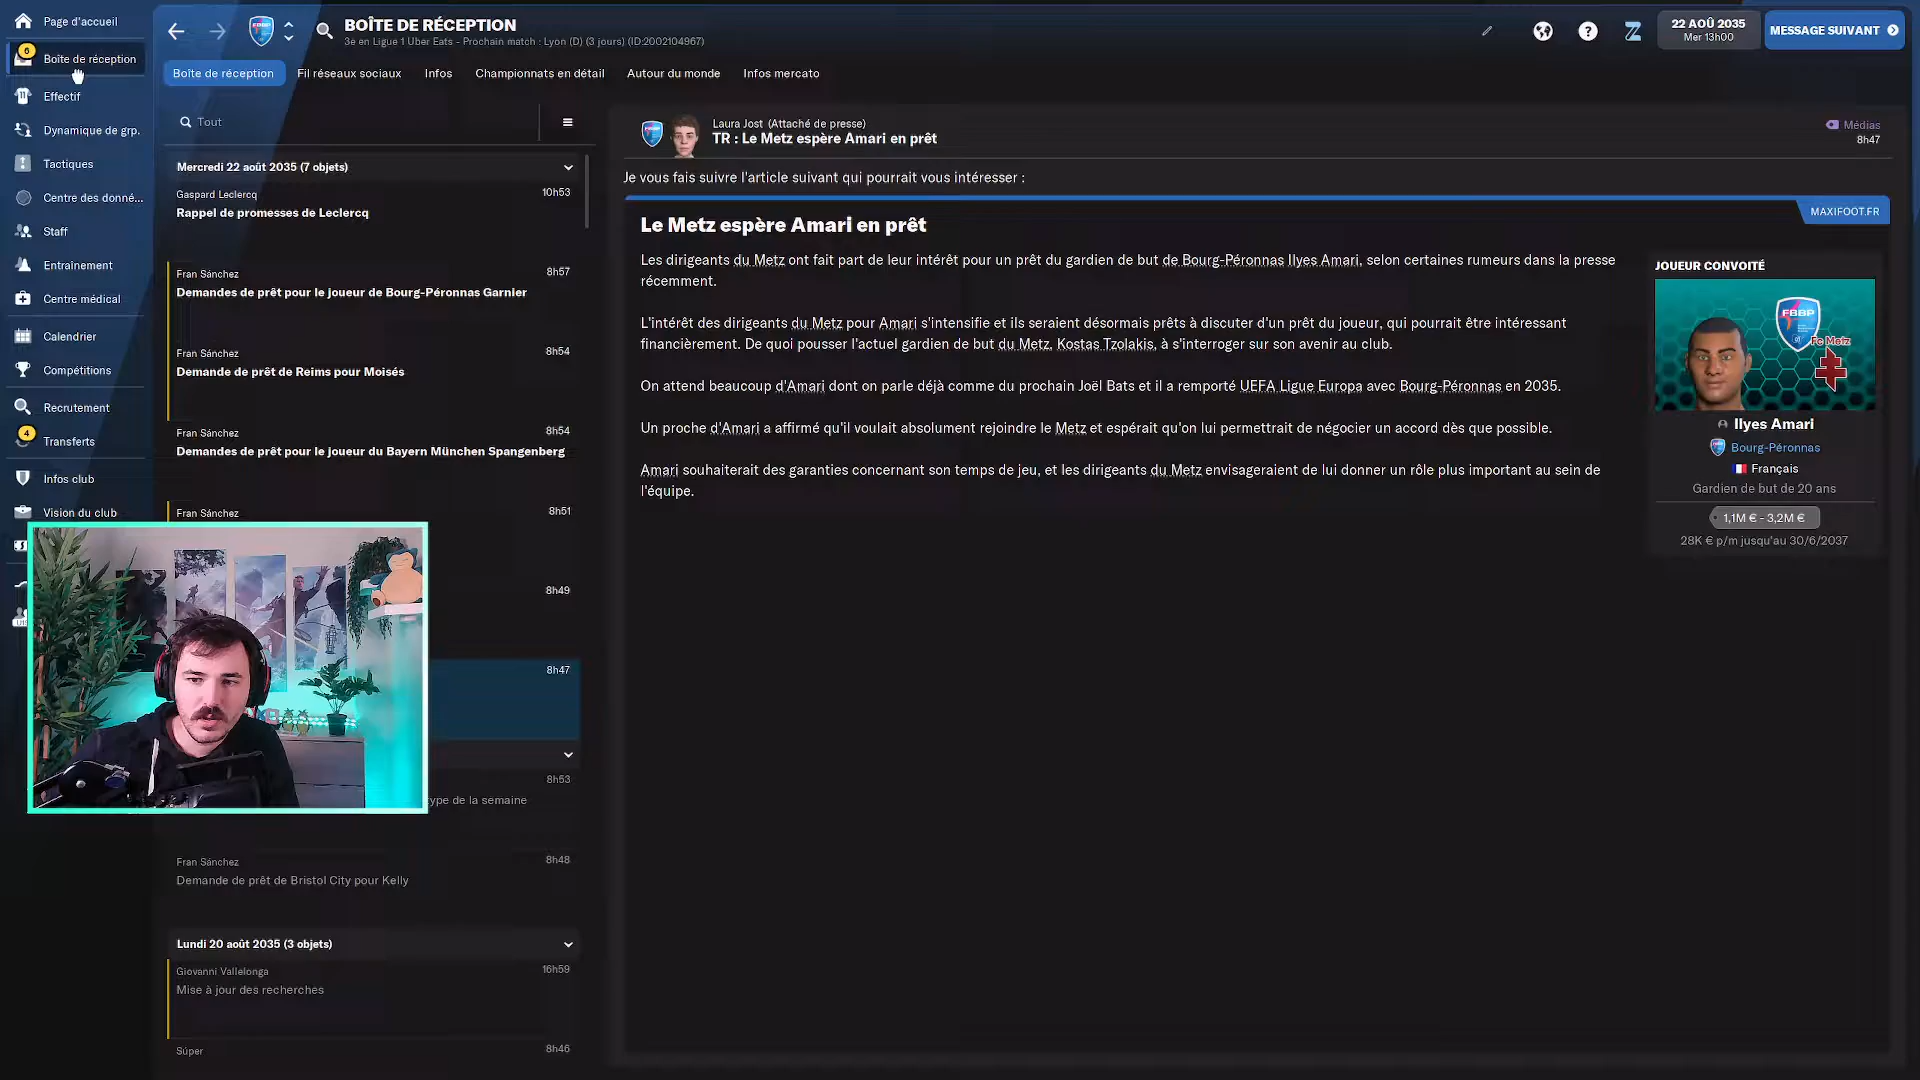 Page d'accueil
6
Boîte de réception
Effectif
Dynamique de grp.
Tactiques
Centre des donné...
Staff
Entraînement
Centre médical
Calendrier
Compétitions
Recrutement
4
Transferts
Infos club
Vision du club
BOÎTE DE RÉCEPTION
3e en Ligue 1 Uber Eats - Prochain match : Lyon (D) (3 jours) (ID:2002104967)
22 AOÛ 2035
Mer 13h00
MESSAGE SUIVANT
Boîte de réception
Fil réseaux sociaux
Infos
Championnats en détail
Autour du monde
Infos mercato
Tout
Mercredi 22 août 2035 (7 objets)
Gaspard Leclercq
10h53
Rappel de promesses de Leclercq
Fran Sánchez
8h57
Demandes de prêt pour le joueur de Bourg-Péronnas Garnier
Fran Sánchez
8h54
Demande de prêt de Reims pour Moisés
Fran Sánchez
8h54
Demandes de prêt pour le joueur du Bayern München Spangenberg
Fran Sánchez
8h51
8h49
8h47
8h53
type de la semaine
Fran Sánchez
8h48
Demande de prêt de Bristol City pour Kelly
Lundi 20 août 2035 (3 objets)
Giovanni Vallelonga
16h59
Mise à jour des recherches
Súper
8h46
Laura Jost (Attaché de presse)
TR : Le Metz espère Amari en prêt
Médias
8h47
Je vous fais suivre l'article suivant qui pourrait vous intéresser :
MAXIFOOT.FR
Le Metz espère Amari en prêt
Les dirigeants du Metz ont fait part de leur intérêt pour un prêt du gardien de but de Bourg-Péronnas Ilyes Amari, selon certaines rumeurs dans la presse
récemment.
L'intérêt des dirigeants du Metz pour Amari s'intensifie et ils seraient désormais prêts à discuter d'un prêt du joueur, qui pourrait être intéressant
financièrement. De quoi pousser l'actuel gardien de but du Metz, Kostas Tzolakis, à s'interroger sur son avenir au club.
On attend beaucoup d'Amari dont on parle déjà comme du prochain Joël Bats et il a remporté UEFA Ligue Europa avec Bourg-Péronnas en 2035.
Un proche d'Amari a affirmé qu'il voulait absolument rejoindre le Metz et espérait qu'on lui permettrait de négocier un accord dès que possible.
Amari souhaiterait des garanties concernant son temps de jeu, et les dirigeants du Metz envisageraient de lui donner un rôle plus important au sein de
l'équipe.
JOUEUR CONVOITÉ
FBBP
Fc Metz
Ilyes Amari
Bourg-Péronnas
Français
Gardien de but de 20 ans
1,1M € - 3,2M €
28K € p/m jusqu'au 30/6/2037